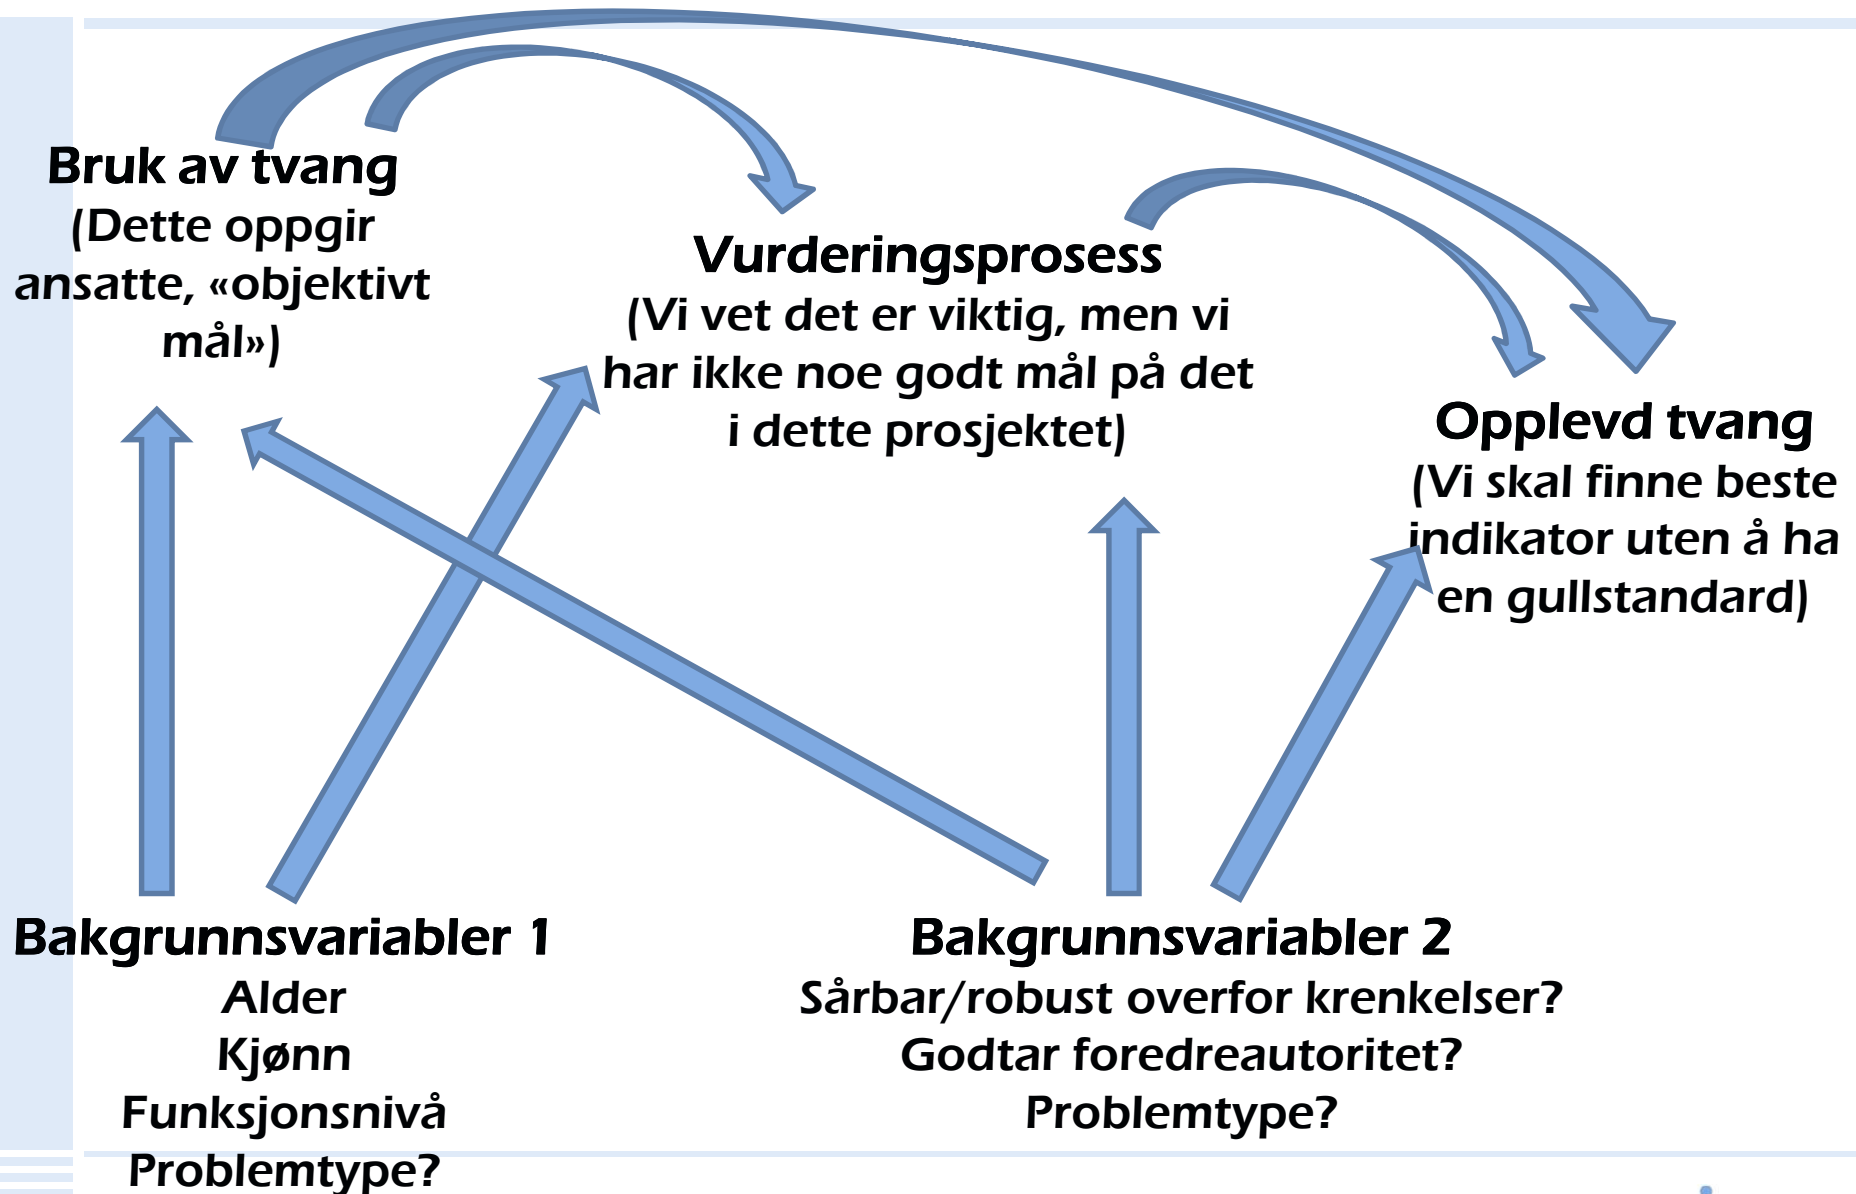 Bruk av tvang
(Dette oppgir
ansatte, «objektivt
mål»)
Vurderingsprosess
(Vi vet det er viktig, men vi
har ikke noe godt mål på det
i dette prosjektet)
Opplevd tvang
(Vi skal finne beste
indikator uten å ha
en gullstandard)
Bakgrunnsvariabler 1
Alder
Kjønn
Funksjonsnivå
Problemtype?
Bakgrunnsvariabler 2
Sårbar/robust overfor krenkelser?
Godtar foredreautoritet?
Problemtype?